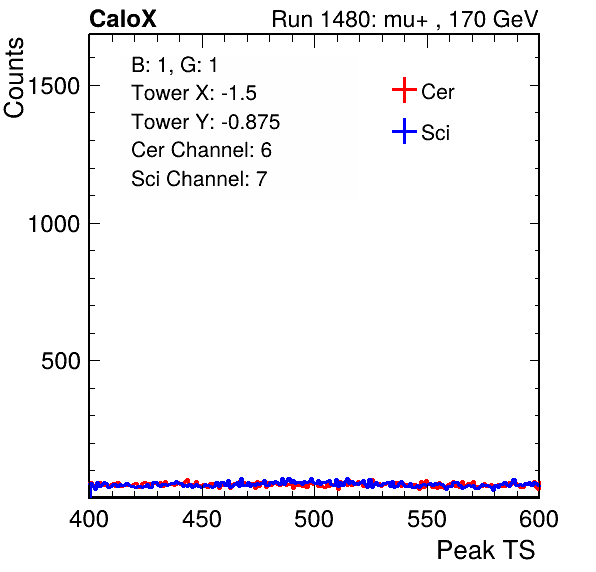 CaloX Run 1480: mu+ , 170 GeV
Counts
B: 1, G: 1
Tower X: -1.5
Tower Y: -0.875
Cer Channel: 6
Sci Channel: 7
Cer
Sci
1500
1000
500
400 450 500 550 600
Peak TS